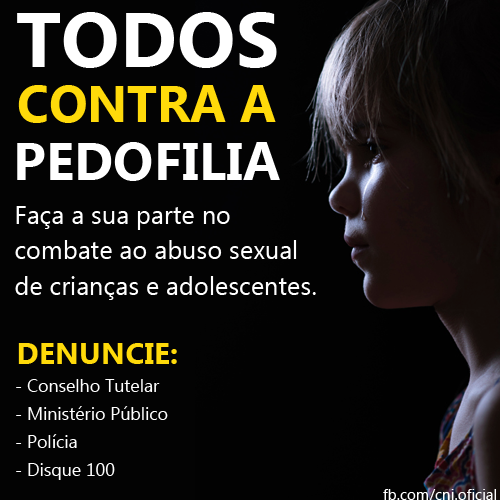 TODOS
CONTRA A
PEDOFILIA
Faça a sua parte no
combate ao abuso sexual
de crianças e adolescentes.
DENUNCIE:
- Conselho Tutelar
- Ministério Público
- Polícia
- Disque 100
fb.com/cnj.oficial